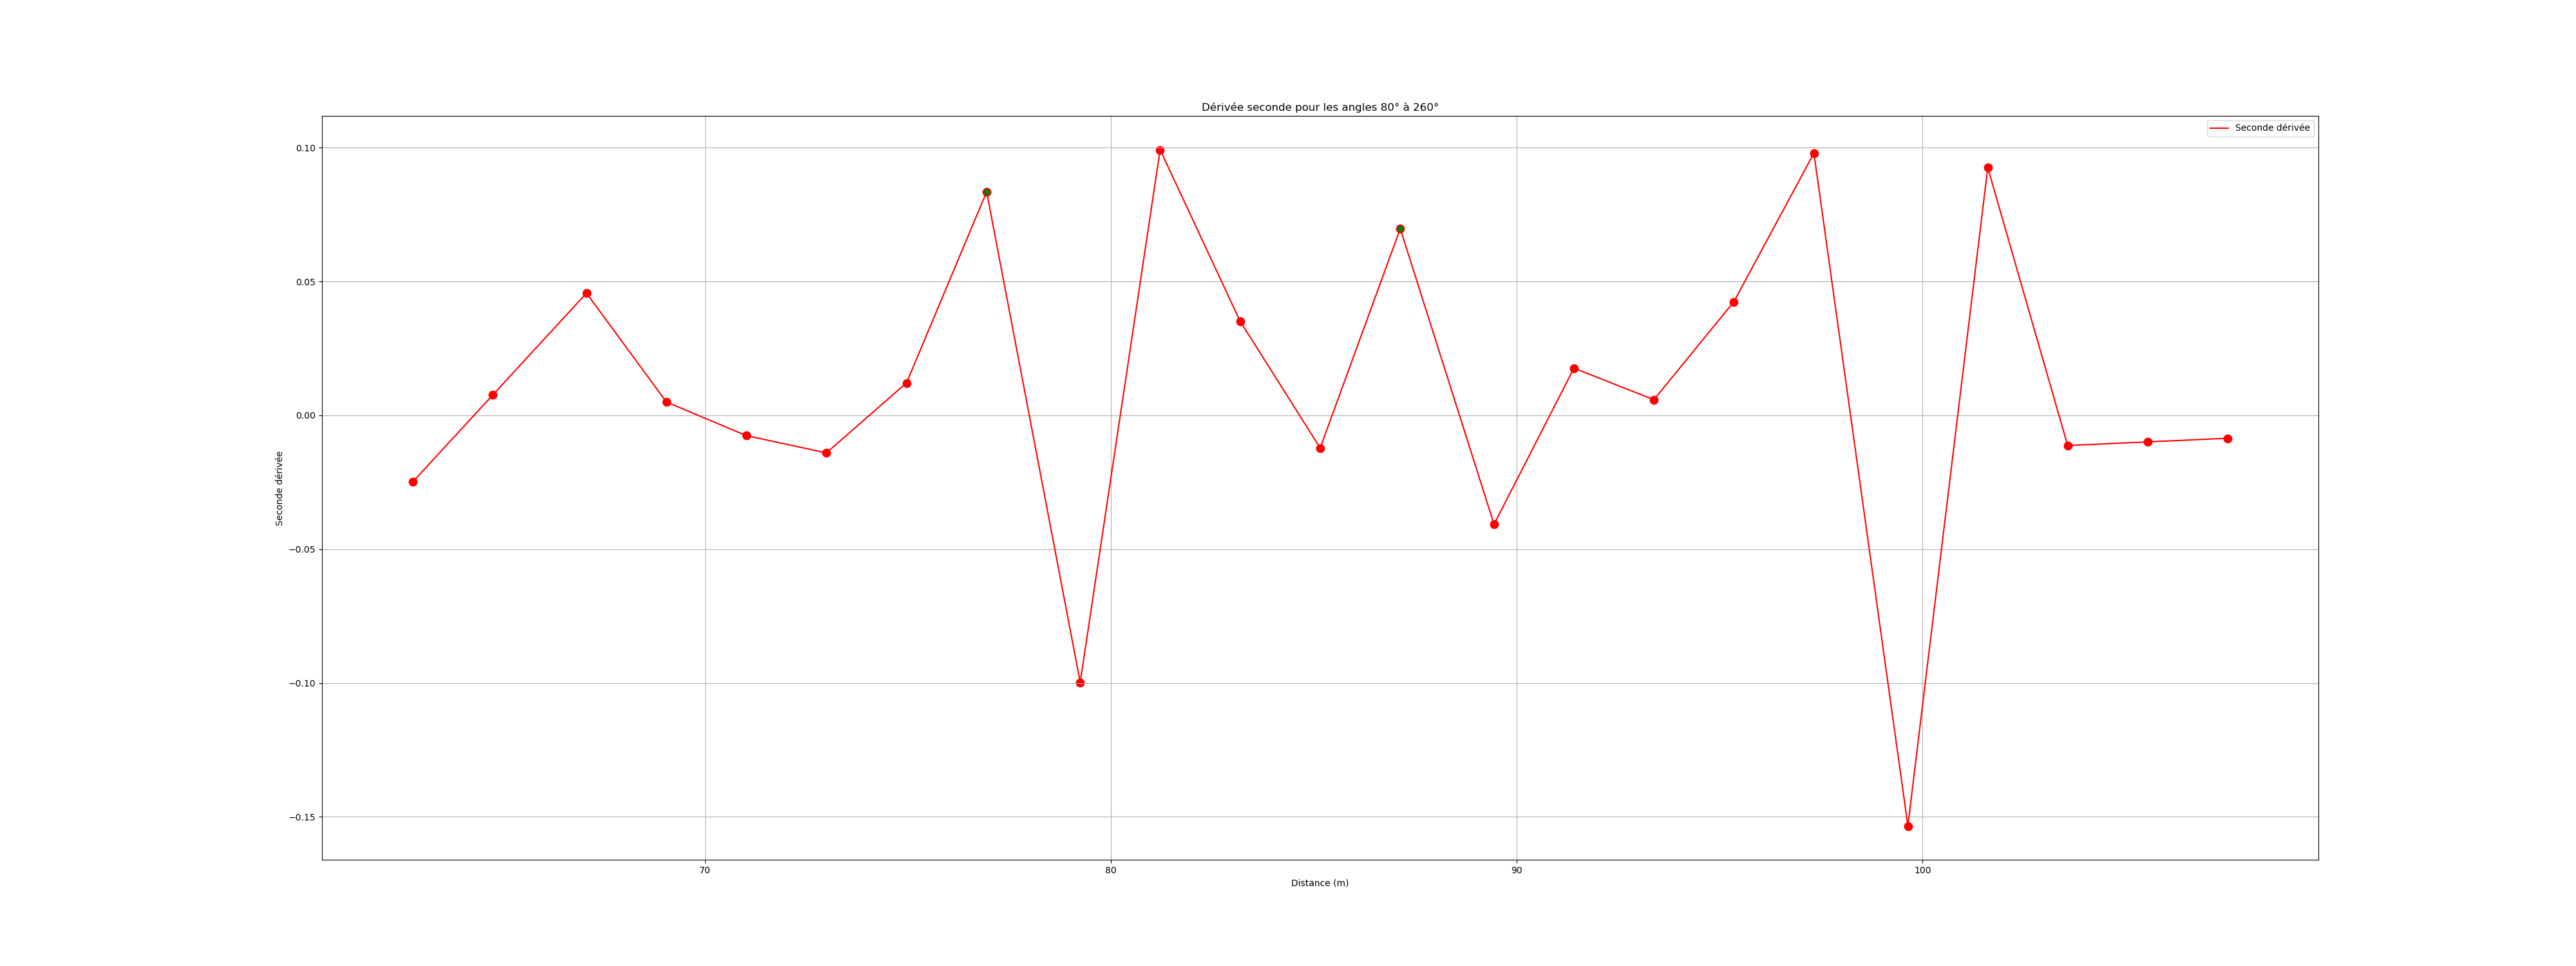 Dérivée seconde pour les angles 80° à 260°
Seconde dérivée
0.10
0.05
0.00
−0.05
−0.10
−0.15
Seconde dérivée
70
80
90
100
Distance (m)